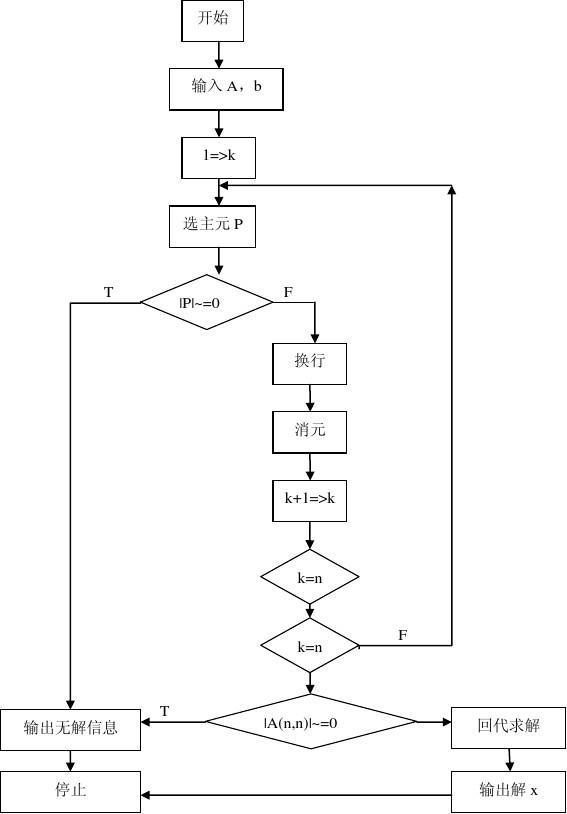 开始
输入 A，b
1=>k
选主元 P
T
|P|~=0
F
换行
消元
k+1=>k
k=n
k=n
F
T
|A(n,n)|~=0
输出无解信息
回代求解
停止
输出解 x